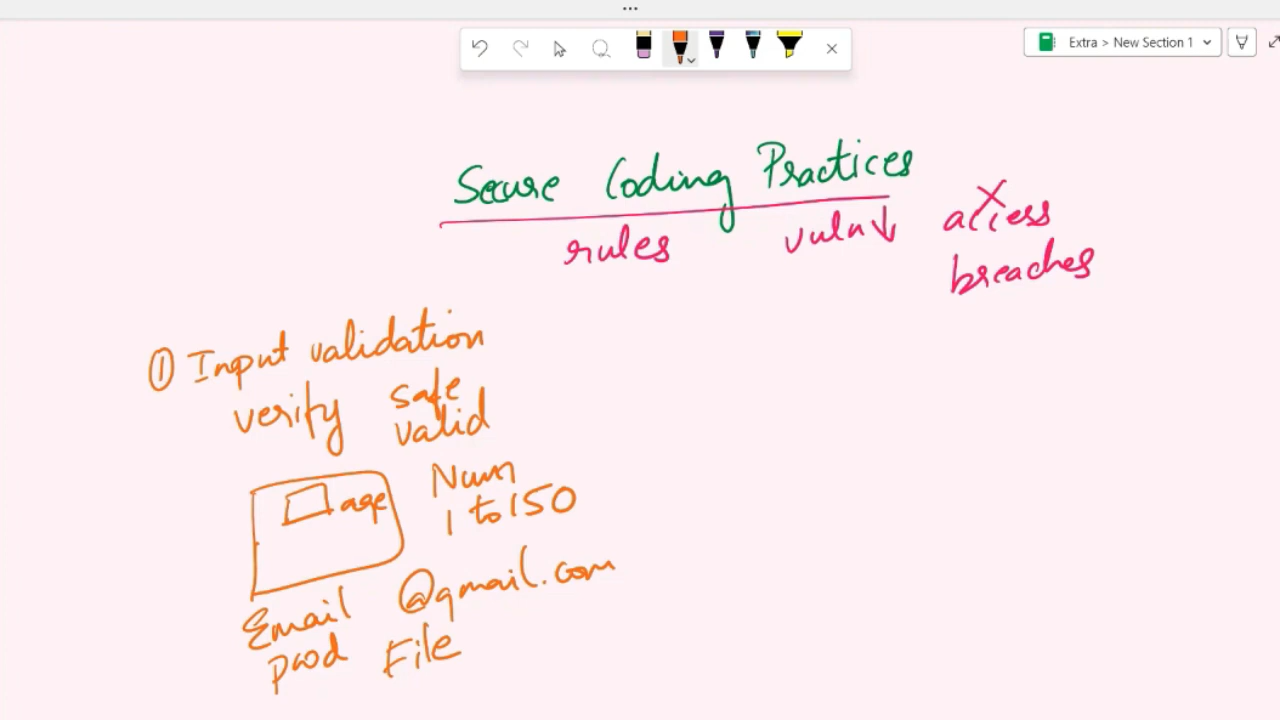 Extra > New Section 1
Secure Coding Practices
rules vuln↓ access
breaches
① Input validation
verify safe
valid
age Num
1 to 150
Email @gmail.com
pwd File